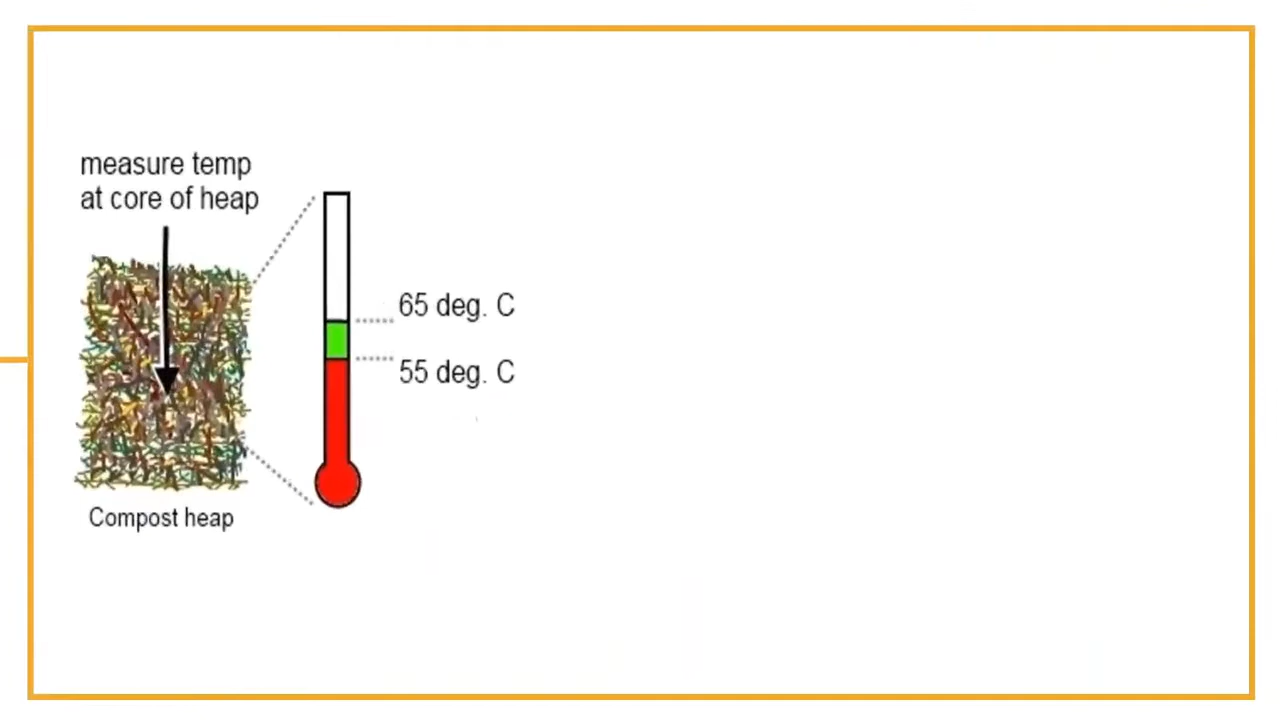 measure temp
at core of heap
65 deg. C
55 deg. C
Compost heap